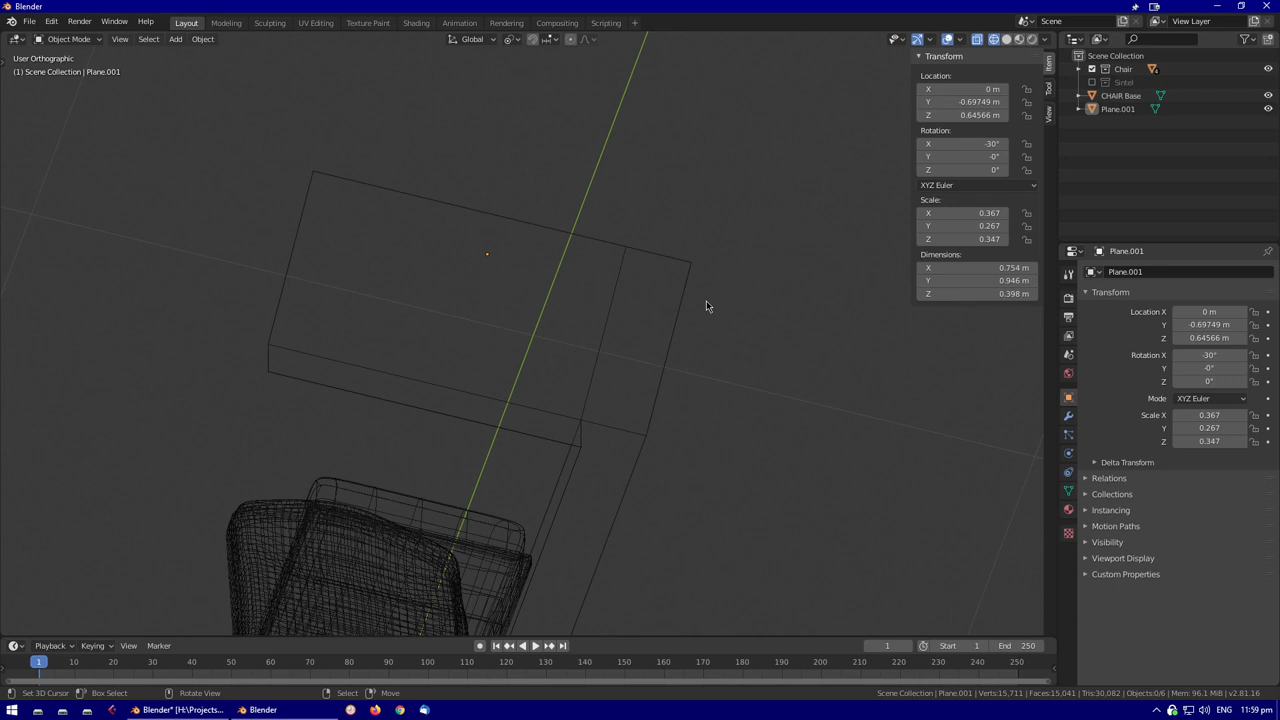 Blender
File Edit Render Window Help Layout Modeling Sculpting UV Editing Texture Paint Shading Animation Rendering Compositing Scripting + Scene View Layer
Object Mode View Select Add Object Global
User Orthographic
(1) Scene Collection | Plane.001
Transform
Location:
X 0 m
Y -0.69749 m
Z 0.64566 m
Rotation:
X -30°
Y -0°
Z 0°
XYZ Euler
Scale:
X 0.367
Y 0.267
Z 0.347
Dimensions:
X 0.754 m
Y 0.946 m
Z 0.398 m
Item
Tool
View
Scene Collection
Chair 4
Sintel
CHAIR Base
Plane.001
Plane.001
Plane.001
Transform
Location X 0 m
Y -0.69749 m
Z 0.64566 m
Rotation X -30°
Y -0°
Z 0°
Mode XYZ Euler
Scale X 0.367
Y 0.267
Z 0.347
Delta Transform
Relations
Collections
Instancing
Motion Paths
Visibility
Viewport Display
Custom Properties
Playback Keying View Marker 1 Start 1 End 250
1 10 20 30 40 50 60 70 80 90 100 110 120 130 140 150 160 170 180 190 200 210 220 230 240 250
Set 3D Cursor Box Select Rotate View Select Move Scene Collection | Plane.001 | Verts:15,711 | Faces:15,041 | Tris:30,082 | Objects:0/6 | Mem: 96.1 MiB | v2.81.16
Blender* [H:\Projects... Blender ENG 11:59 pm